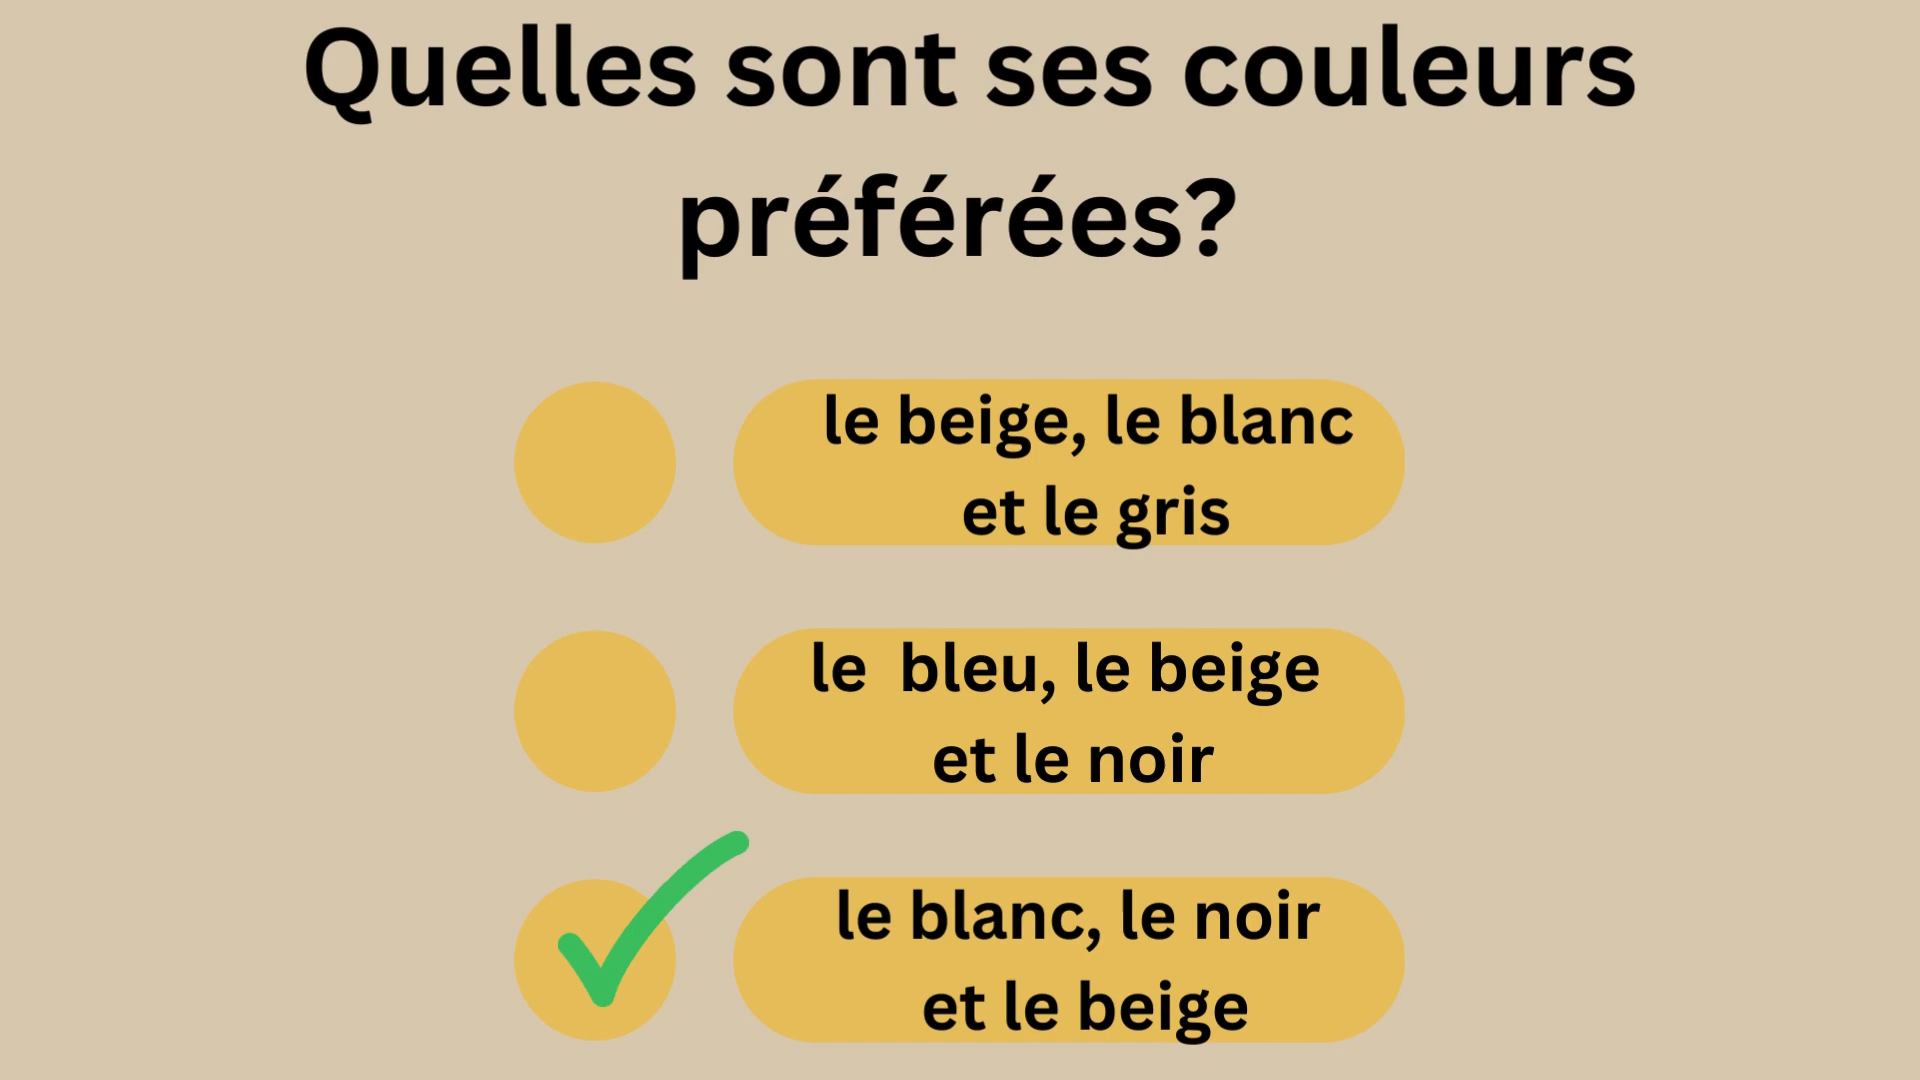 Quelles sont ses couleurs
préférées?
le beige, le blanc
et le gris
le bleu, le beige
et le noir
le blanc, le noir
et le beige